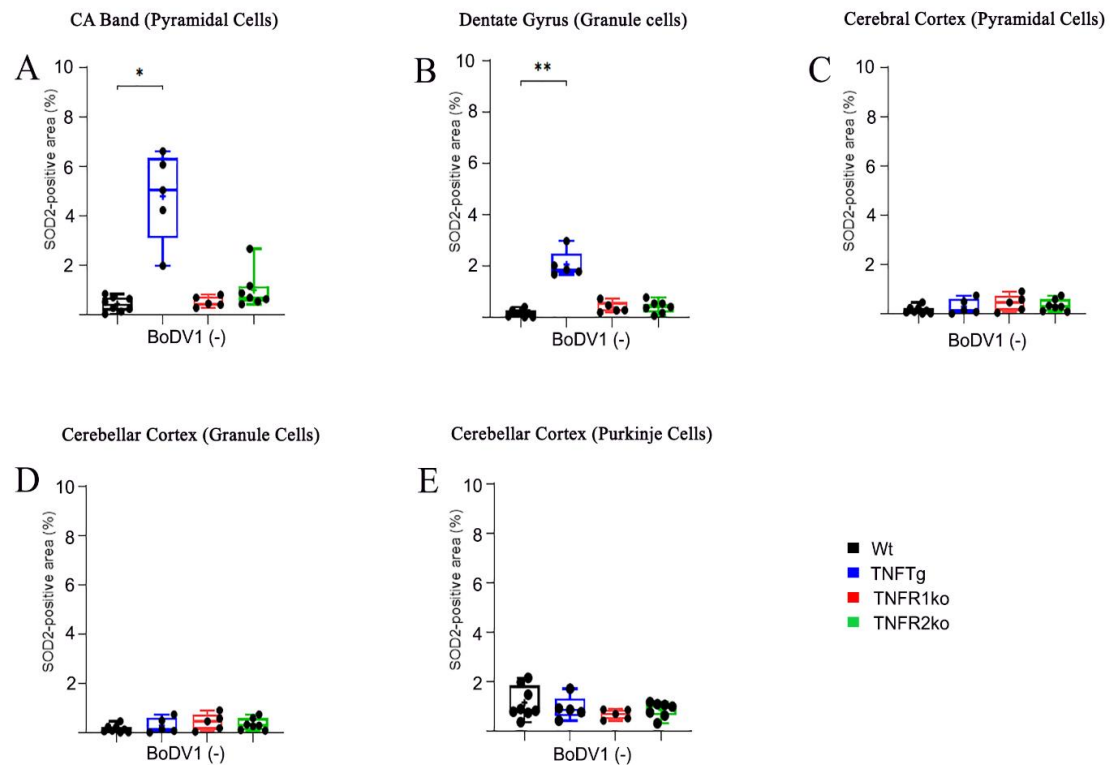 CA Band (Pyramidal Cells)
A
10
8
6
4
2
SOD2-positive area (%)
*
BoDV1 (-)
Dentate Gyrus (Granule cells)
B
10
8
6
4
2
SOD2-positive area (%)
**
BoDV1 (-)
Cerebral Cortex (Pyramidal Cells)
C
10
8
6
4
2
SOD2-positive area (%)
BoDV1 (-)
Cerebellar Cortex (Granule Cells)
D
10
8
6
4
2
SOD2-positive area (%)
BoDV1 (-)
Cerebellar Cortex (Purkinje Cells)
E
10
8
6
4
2
SOD2-positive area (%)
BoDV1 (-)
Wt
TNFTg
TNFR1ko
TNFR2ko